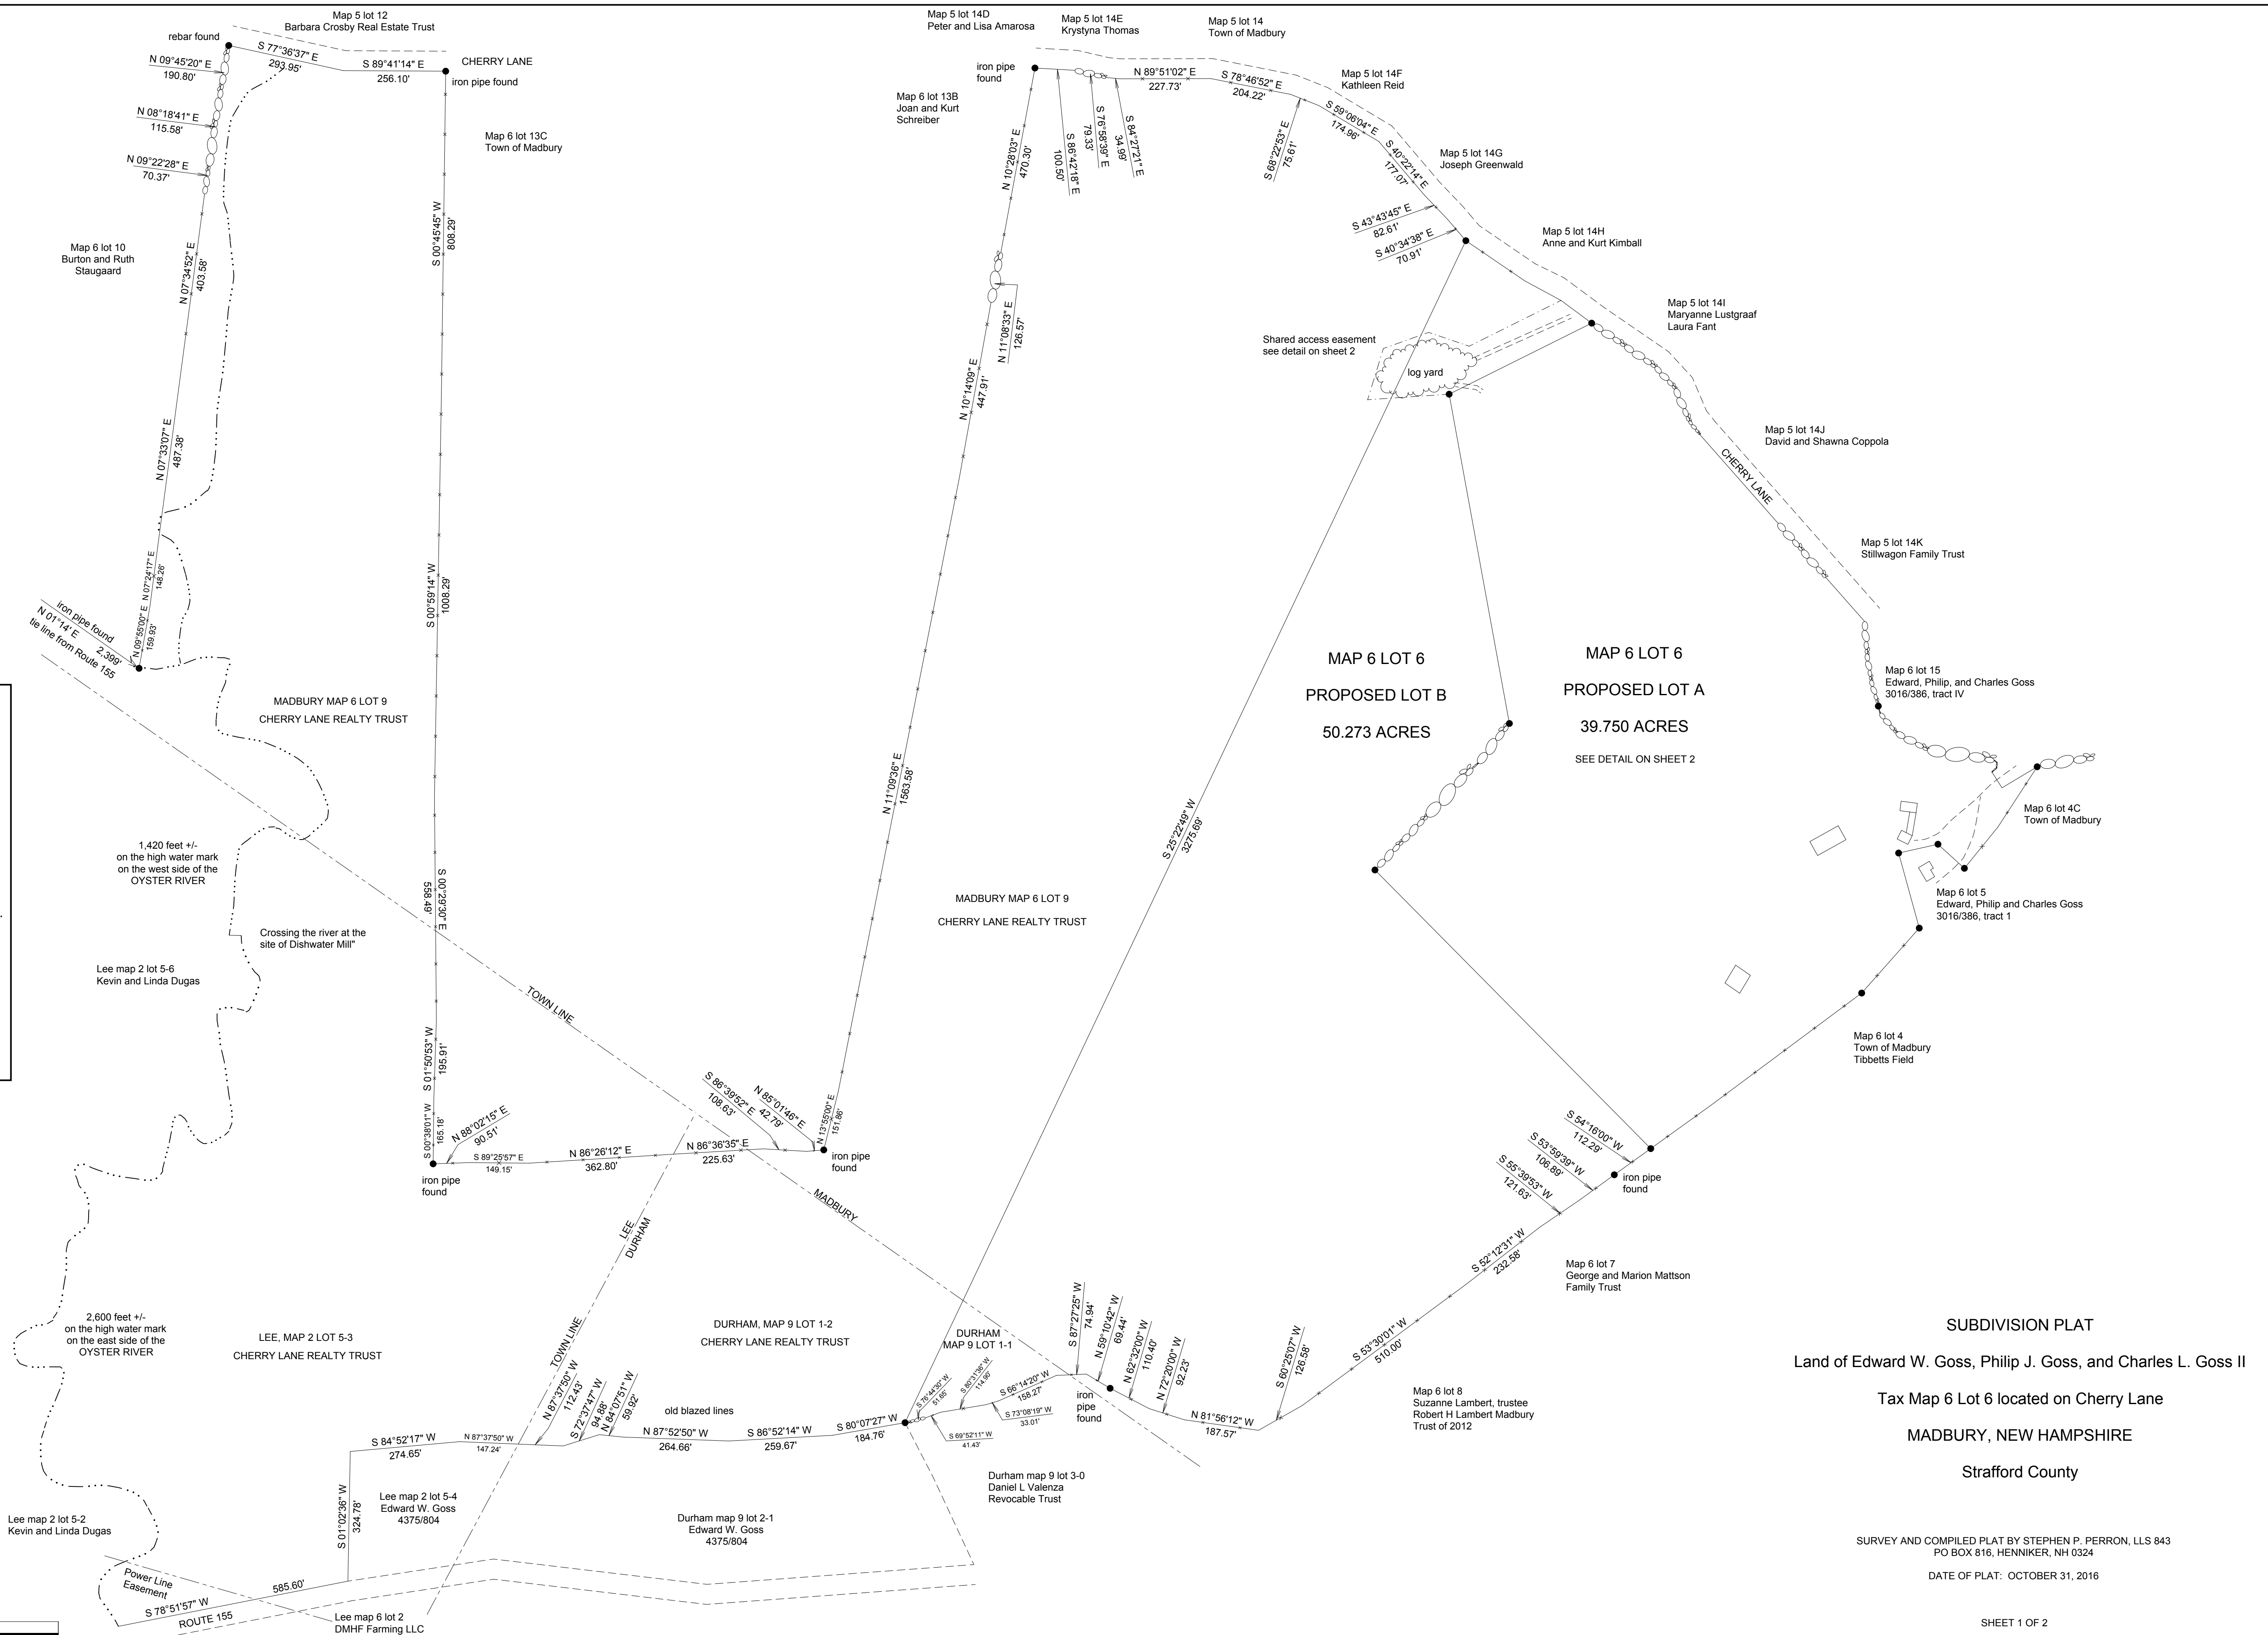 Map 5 lot 12
Barbara Crosby Real Estate Trust
rebar found
S 77°36'37" E
293.95'
S 89°41'14" E
256.10'
CHERRY LANE
iron pipe found
N 09°45'20" E
190.80'
N 08°18'41" E
115.58'
N 09°22'28" E
70.37'
Map 6 lot 13C
Town of Madbury
Map 6 lot 10
Burton and Ruth
Staugaard
N 07°34'52" E
403.58'
S 00°45'45" W
808.29'
N 07°33'07" E
487.38'
N 07°24'17" E
148.26'
N 09°55'00" E
159.93'
iron pipe found
N 01°14' E
2,399'
tie line from Route 155
S 00°59'14" W
1008.29'
MADBURY MAP 6 LOT 9
CHERRY LANE REALTY TRUST
1,420 feet +/-
on the high water mark
on the west side of the
OYSTER RIVER
S 00°29'30" E
558.49'
Crossing the river at the
site of Dishwater Mill"
Lee map 2 lot 5-6
Kevin and Linda Dugas
TOWN LINE
S 01°50'53" W
195.91'
S 00°38'01" W
165.18'
N 88°02'15" E
90.51'
S 89°25'57" E
149.15'
N 86°26'12" E
362.80'
N 86°36'35" E
225.63'
S 86°39'52" E
108.63'
N 85°01'46" E
42.79'
N 13°55'00" E
151.86'
iron pipe
found
iron pipe
found
LEE
DURHAM
MADBURY
TOWN LINE
2,600 feet +/-
on the high water mark
on the east side of the
OYSTER RIVER
LEE, MAP 2 LOT 5-3
CHERRY LANE REALTY TRUST
DURHAM, MAP 9 LOT 1-2
CHERRY LANE REALTY TRUST
DURHAM
MAP 9 LOT 1-1
S 84°52'17" W
274.65'
N 87°37'50" W
147.24'
N 87°37'50" W
112.43'
S 72°37'47" W
94.88'
N 84°07'51" W
59.92'
old blazed lines
N 87°52'50" W
264.66'
S 86°52'14" W
259.67'
S 80°07'27" W
184.76'
S 76°44'30" W
51.65'
S 80°31'36" W
114.90'
S 66°14'20" W
158.27'
S 73°08'19" W
33.01'
S 69°52'11" W
41.43'
S 01°02'36" W
324.78'
Lee map 2 lot 5-4
Edward W. Goss
4375/804
Durham map 9 lot 2-1
Edward W. Goss
4375/804
Durham map 9 lot 3-0
Daniel L Valenza
Revocable Trust
Lee map 2 lot 5-2
Kevin and Linda Dugas
Power Line
Easement
585.60'
S 78°51'57" W
ROUTE 155
Lee map 6 lot 2
DMHF Farming LLC
Map 5 lot 14D
Peter and Lisa Amarosa
Map 5 lot 14E
Krystyna Thomas
Map 5 lot 14
Town of Madbury
iron pipe
found
Map 6 lot 13B
Joan and Kurt
Schreiber
N 10°28'03" E
470.30'
S 86°42'18" E
100.50'
S 76°58'39" E
79.33'
S 84°27'21" E
34.99'
N 89°51'02" E
227.73'
S 78°46'52" E
204.22'
Map 5 lot 14F
Kathleen Reid
S 68°22'53" E
75.61'
S 59°06'04" E
174.96'
S 40°22'14" E
177.07'
Map 5 lot 14G
Joseph Greenwald
S 43°43'45" E
82.61'
S 40°34'38" E
70.91'
Map 5 lot 14H
Anne and Kurt Kimball
Map 5 lot 14I
Maryanne Lustgraaf
Laura Fant
N 11°08'33" E
126.57'
N 10°14'09" E
447.91'
Shared access easement
see detail on sheet 2
log yard
Map 5 lot 14J
David and Shawna Coppola
CHERRY LANE
Map 5 lot 14K
Stillwagon Family Trust
N 11°09'36" E
1563.58'
S 25°22'49" W
3275.69'
MADBURY MAP 6 LOT 9
CHERRY LANE REALTY TRUST
MAP 6 LOT 6
PROPOSED LOT B
50.273 ACRES
MAP 6 LOT 6
PROPOSED LOT A
39.750 ACRES
SEE DETAIL ON SHEET 2
Map 6 lot 15
Edward, Philip, and Charles Goss
3016/386, tract IV
Map 6 lot 4C
Town of Madbury
Map 6 lot 5
Edward, Philip and Charles Goss
3016/386, tract 1
Map 6 lot 4
Town of Madbury
Tibbetts Field
S 54°16'00" W
112.29'
S 53°59'39" W
106.89'
S 55°39'53" W
121.63'
iron pipe
found
S 52°12'31" W
232.58'
Map 6 lot 7
George and Marion Mattson
Family Trust
S 53°30'01" W
510.00'
S 60°25'07" W
126.58'
N 81°56'12" W
187.57'
N 72°20'00" W
92.23'
N 62°32'00" W
110.40'
N 59°10'42" W
69.44'
S 87°27'25" W
74.94'
iron
pipe
found
Map 6 lot 8
Suzanne Lambert, trustee
Robert H Lambert Madbury
Trust of 2012
SUBDIVISION PLAT
Land of Edward W. Goss, Philip J. Goss, and Charles L. Goss II
Tax Map 6 Lot 6 located on Cherry Lane
MADBURY, NEW HAMPSHIRE
Strafford County
SURVEY AND COMPILED PLAT BY STEPHEN P. PERRON, LLS 843
PO BOX 816, HENNIKER, NH 0324
DATE OF PLAT: OCTOBER 31, 2016
SHEET 1 OF 2